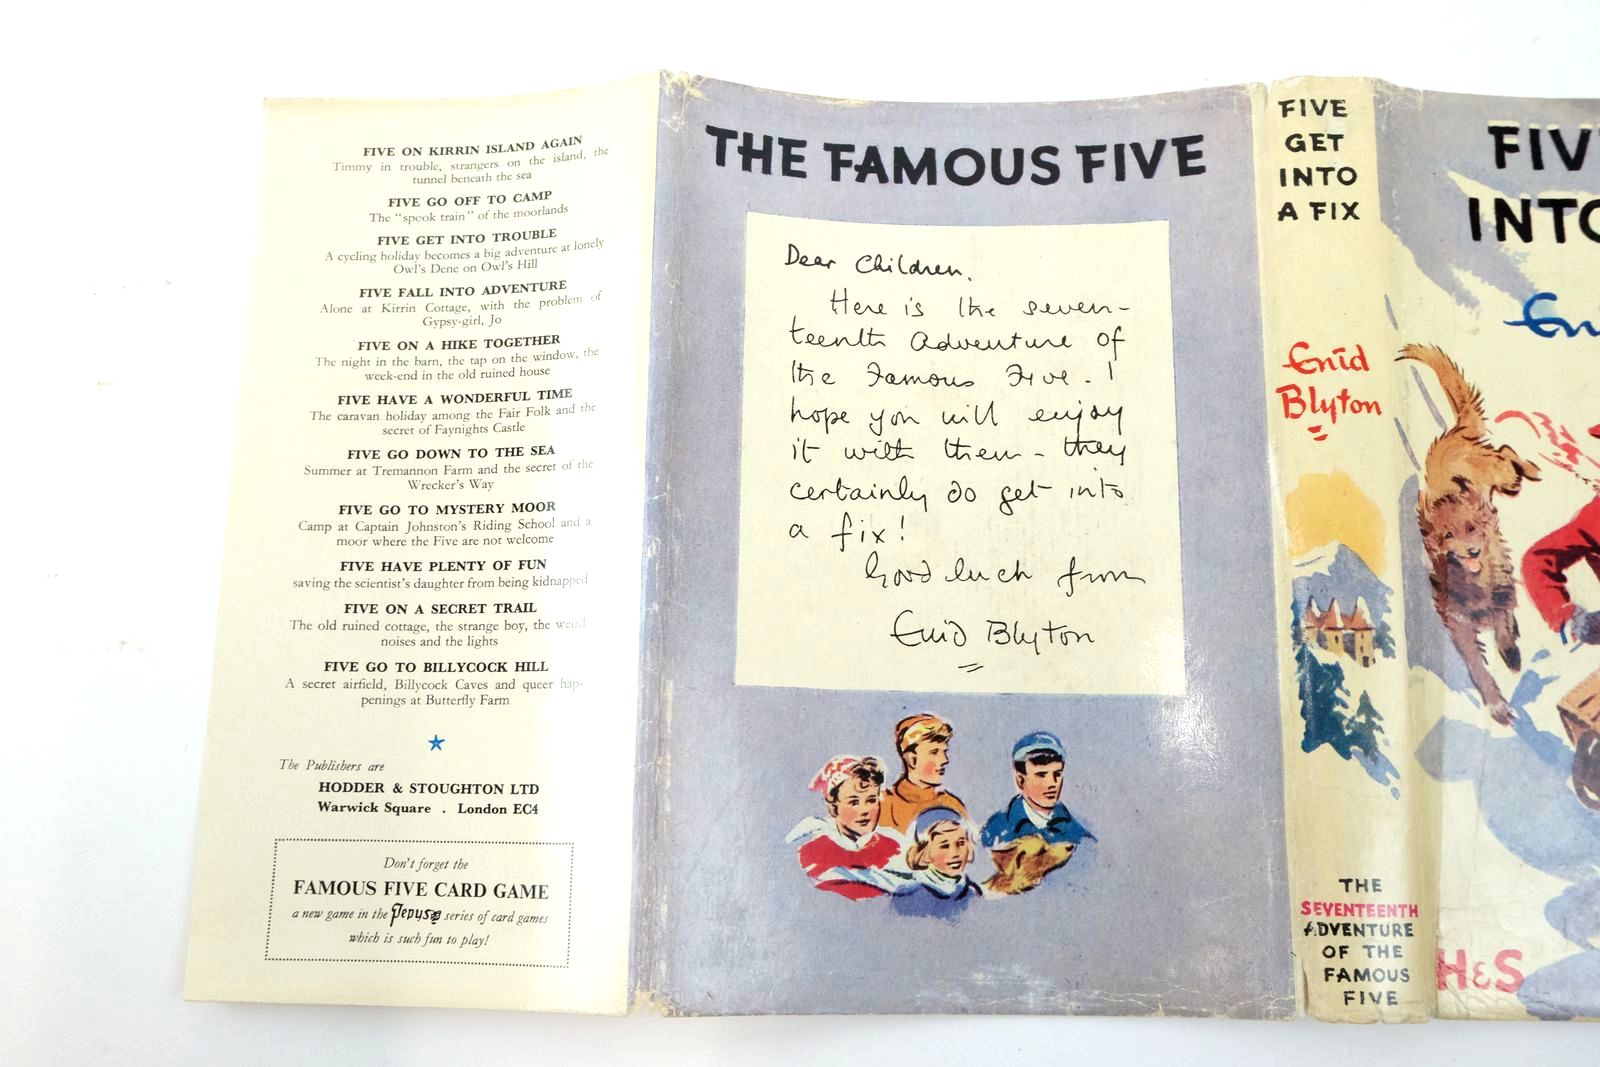 FIVE ON KIRRIN ISLAND AGAIN
Timmy in trouble, strangers on the island, the
tunnel beneath the sea
FIVE GO OFF TO CAMP
The "spook train" of the moorlands
FIVE GET INTO TROUBLE
A cycling holiday becomes a big adventure at lonely
Owl's Dene on Owl's Hill
FIVE FALL INTO ADVENTURE
Alone at Kirrin Cottage, with the problem of
Gypsy-girl, Jo
FIVE ON A HIKE TOGETHER
The night in the barn, the tap on the window, the
week-end in the old ruined house
FIVE HAVE A WONDERFUL TIME
The caravan holiday among the Fair Folk and the
secret of Faynights Castle
FIVE GO DOWN TO THE SEA
Summer at Tremannon Farm and the secret of the
Wrecker's Way
FIVE GO TO MYSTERY MOOR
Camp at Captain Johnston's Riding School and a
moor where the Five are not welcome
FIVE HAVE PLENTY OF FUN
saving the scientist's daughter from being kidnapped
FIVE ON A SECRET TRAIL
The old ruined cottage, the strange boy, the weird
noises and the lights
FIVE GO TO BILLYCOCK HILL
A secret airfield, Billycock Caves and queer hap-
penings at Butterfly Farm
The Publishers are
HODDER & STOUGHTON LTD
Warwick Square . London EC4
Don't forget the
FAMOUS FIVE CARD GAME
a new game in the Pepys series of card games
which is such fun to play!
THE FAMOUS FIVE
Dear Children,
Here is the seven-
teenth Adventure of
the Famous Five. I
hope you will enjoy
it with them - they
certainly do get into
a fix!
Good luck from
Enid Blyton
FIVE
GET
INTO
A FIX
Enid
Blyton
THE
SEVENTEENTH
ADVENTURE
OF THE
FAMOUS
FIVE
FIV
INTO
Eni
H&S